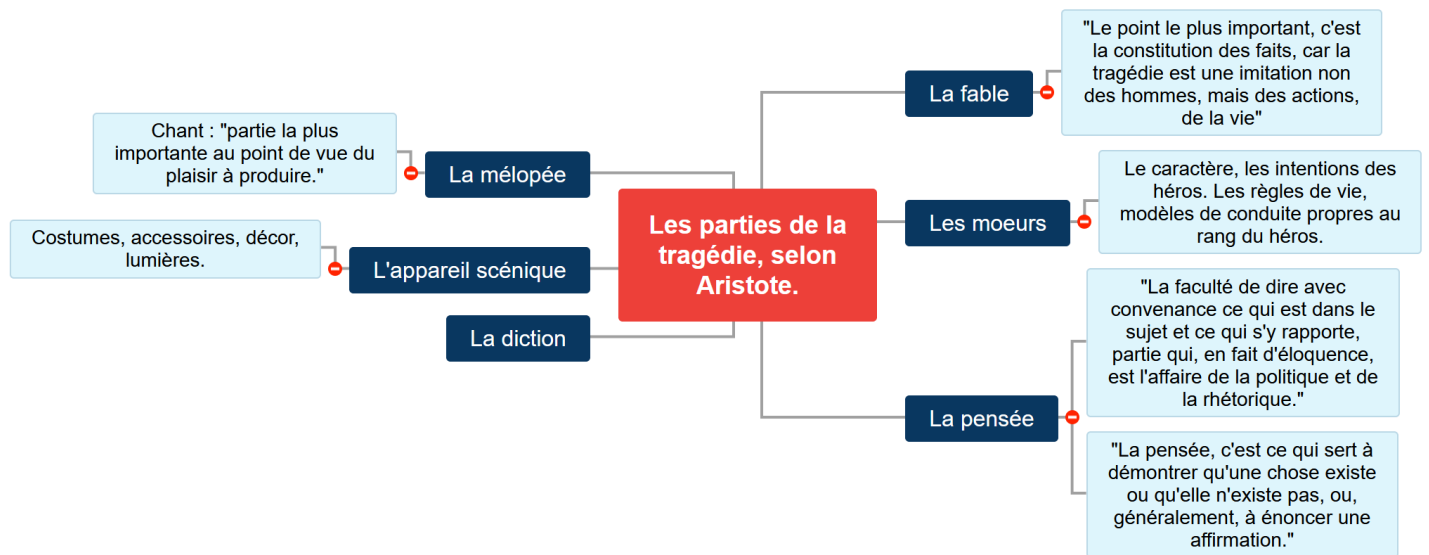 Les parties de la
tragédie, selon
Aristote.
La fable
"Le point le plus important, c'est
la constitution des faits, car la
tragédie est une imitation non
des hommes, mais des actions,
de la vie"
Les moeurs
Le caractère, les intentions des
héros. Les règles de vie,
modèles de conduite propres au
rang du héros.
La pensée
"La faculté de dire avec
convenance ce qui est dans le
sujet et ce qui s'y rapporte,
partie qui, en fait d'éloquence,
est l'affaire de la politique et de
la rhétorique."
"La pensée, c'est ce qui sert à
démontrer qu'une chose existe
ou qu'elle n'existe pas, ou,
généralement, à énoncer une
affirmation."
La mélopée
Chant : "partie la plus
importante au point de vue du
plaisir à produire."
L'appareil scénique
Costumes, accessoires, décor,
lumières.
La diction